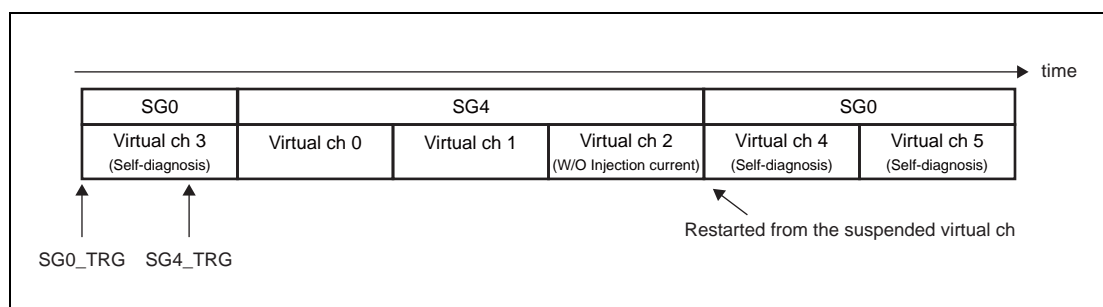 time
SG0 SG4 SG0
Virtual ch 3 Virtual ch 0 Virtual ch 1 Virtual ch 2 Virtual ch 4 Virtual ch 5
(Self-diagnosis) (W/O Injection current) (Self-diagnosis) (Self-diagnosis)
Restarted from the suspended virtual ch
SG0_TRG SG4_TRG